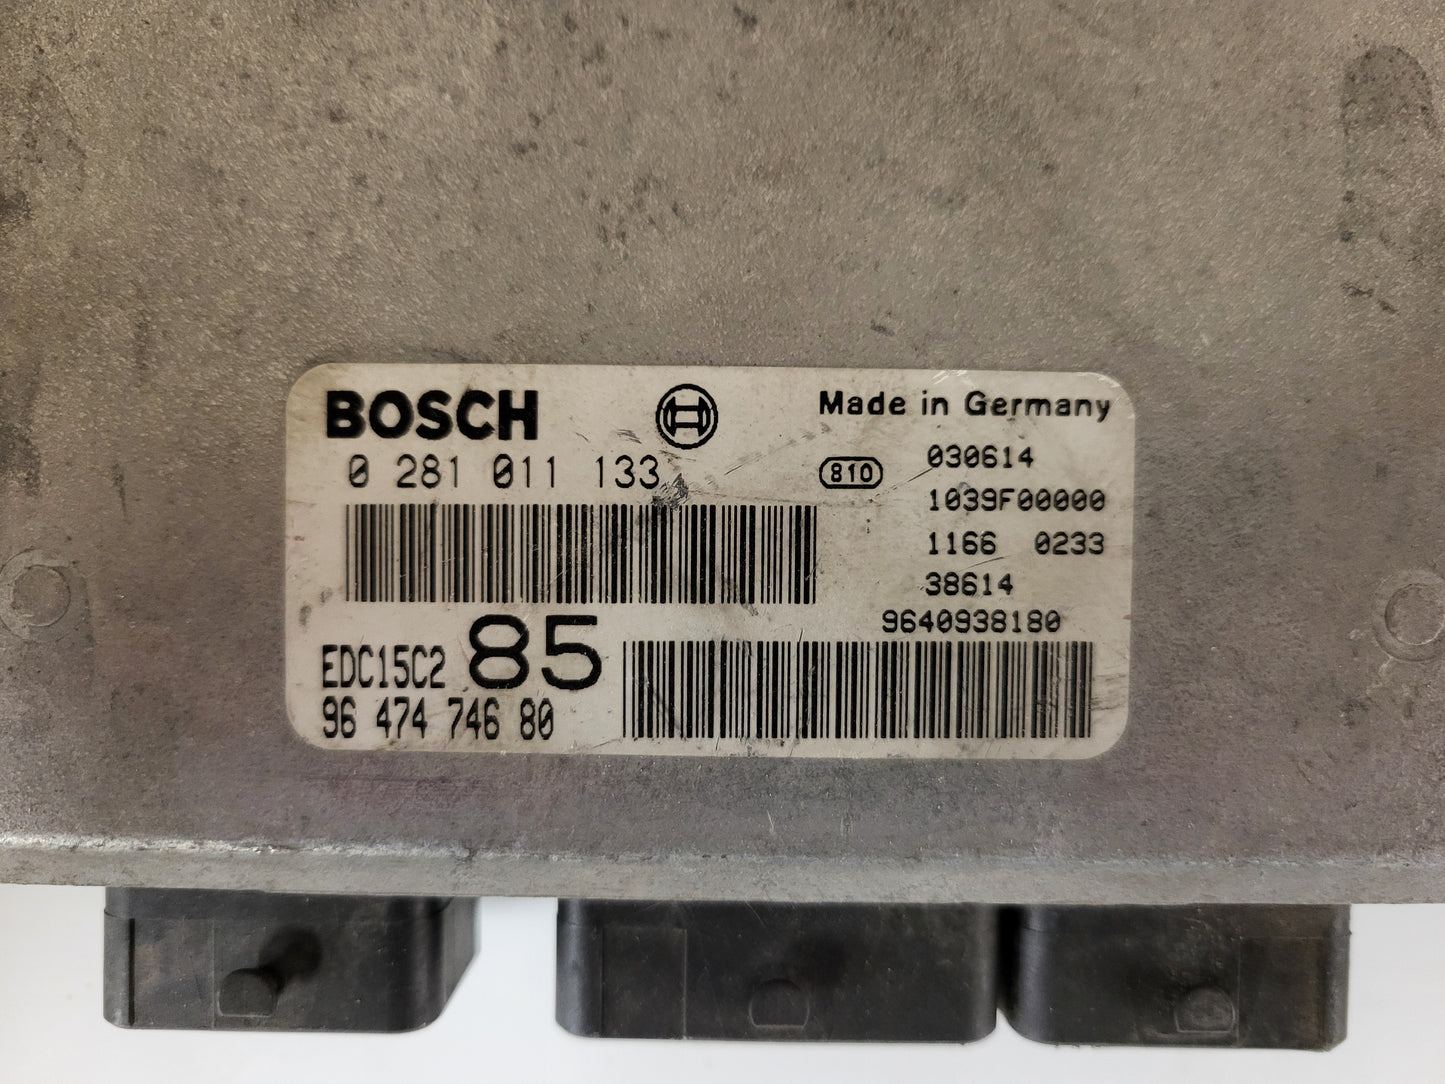 BOSCH
Made in Germany
0 281 011 133
810
030614
1039F00000
1166 0233
38614
9640938180
EDC15C2 85
96 474 746 80